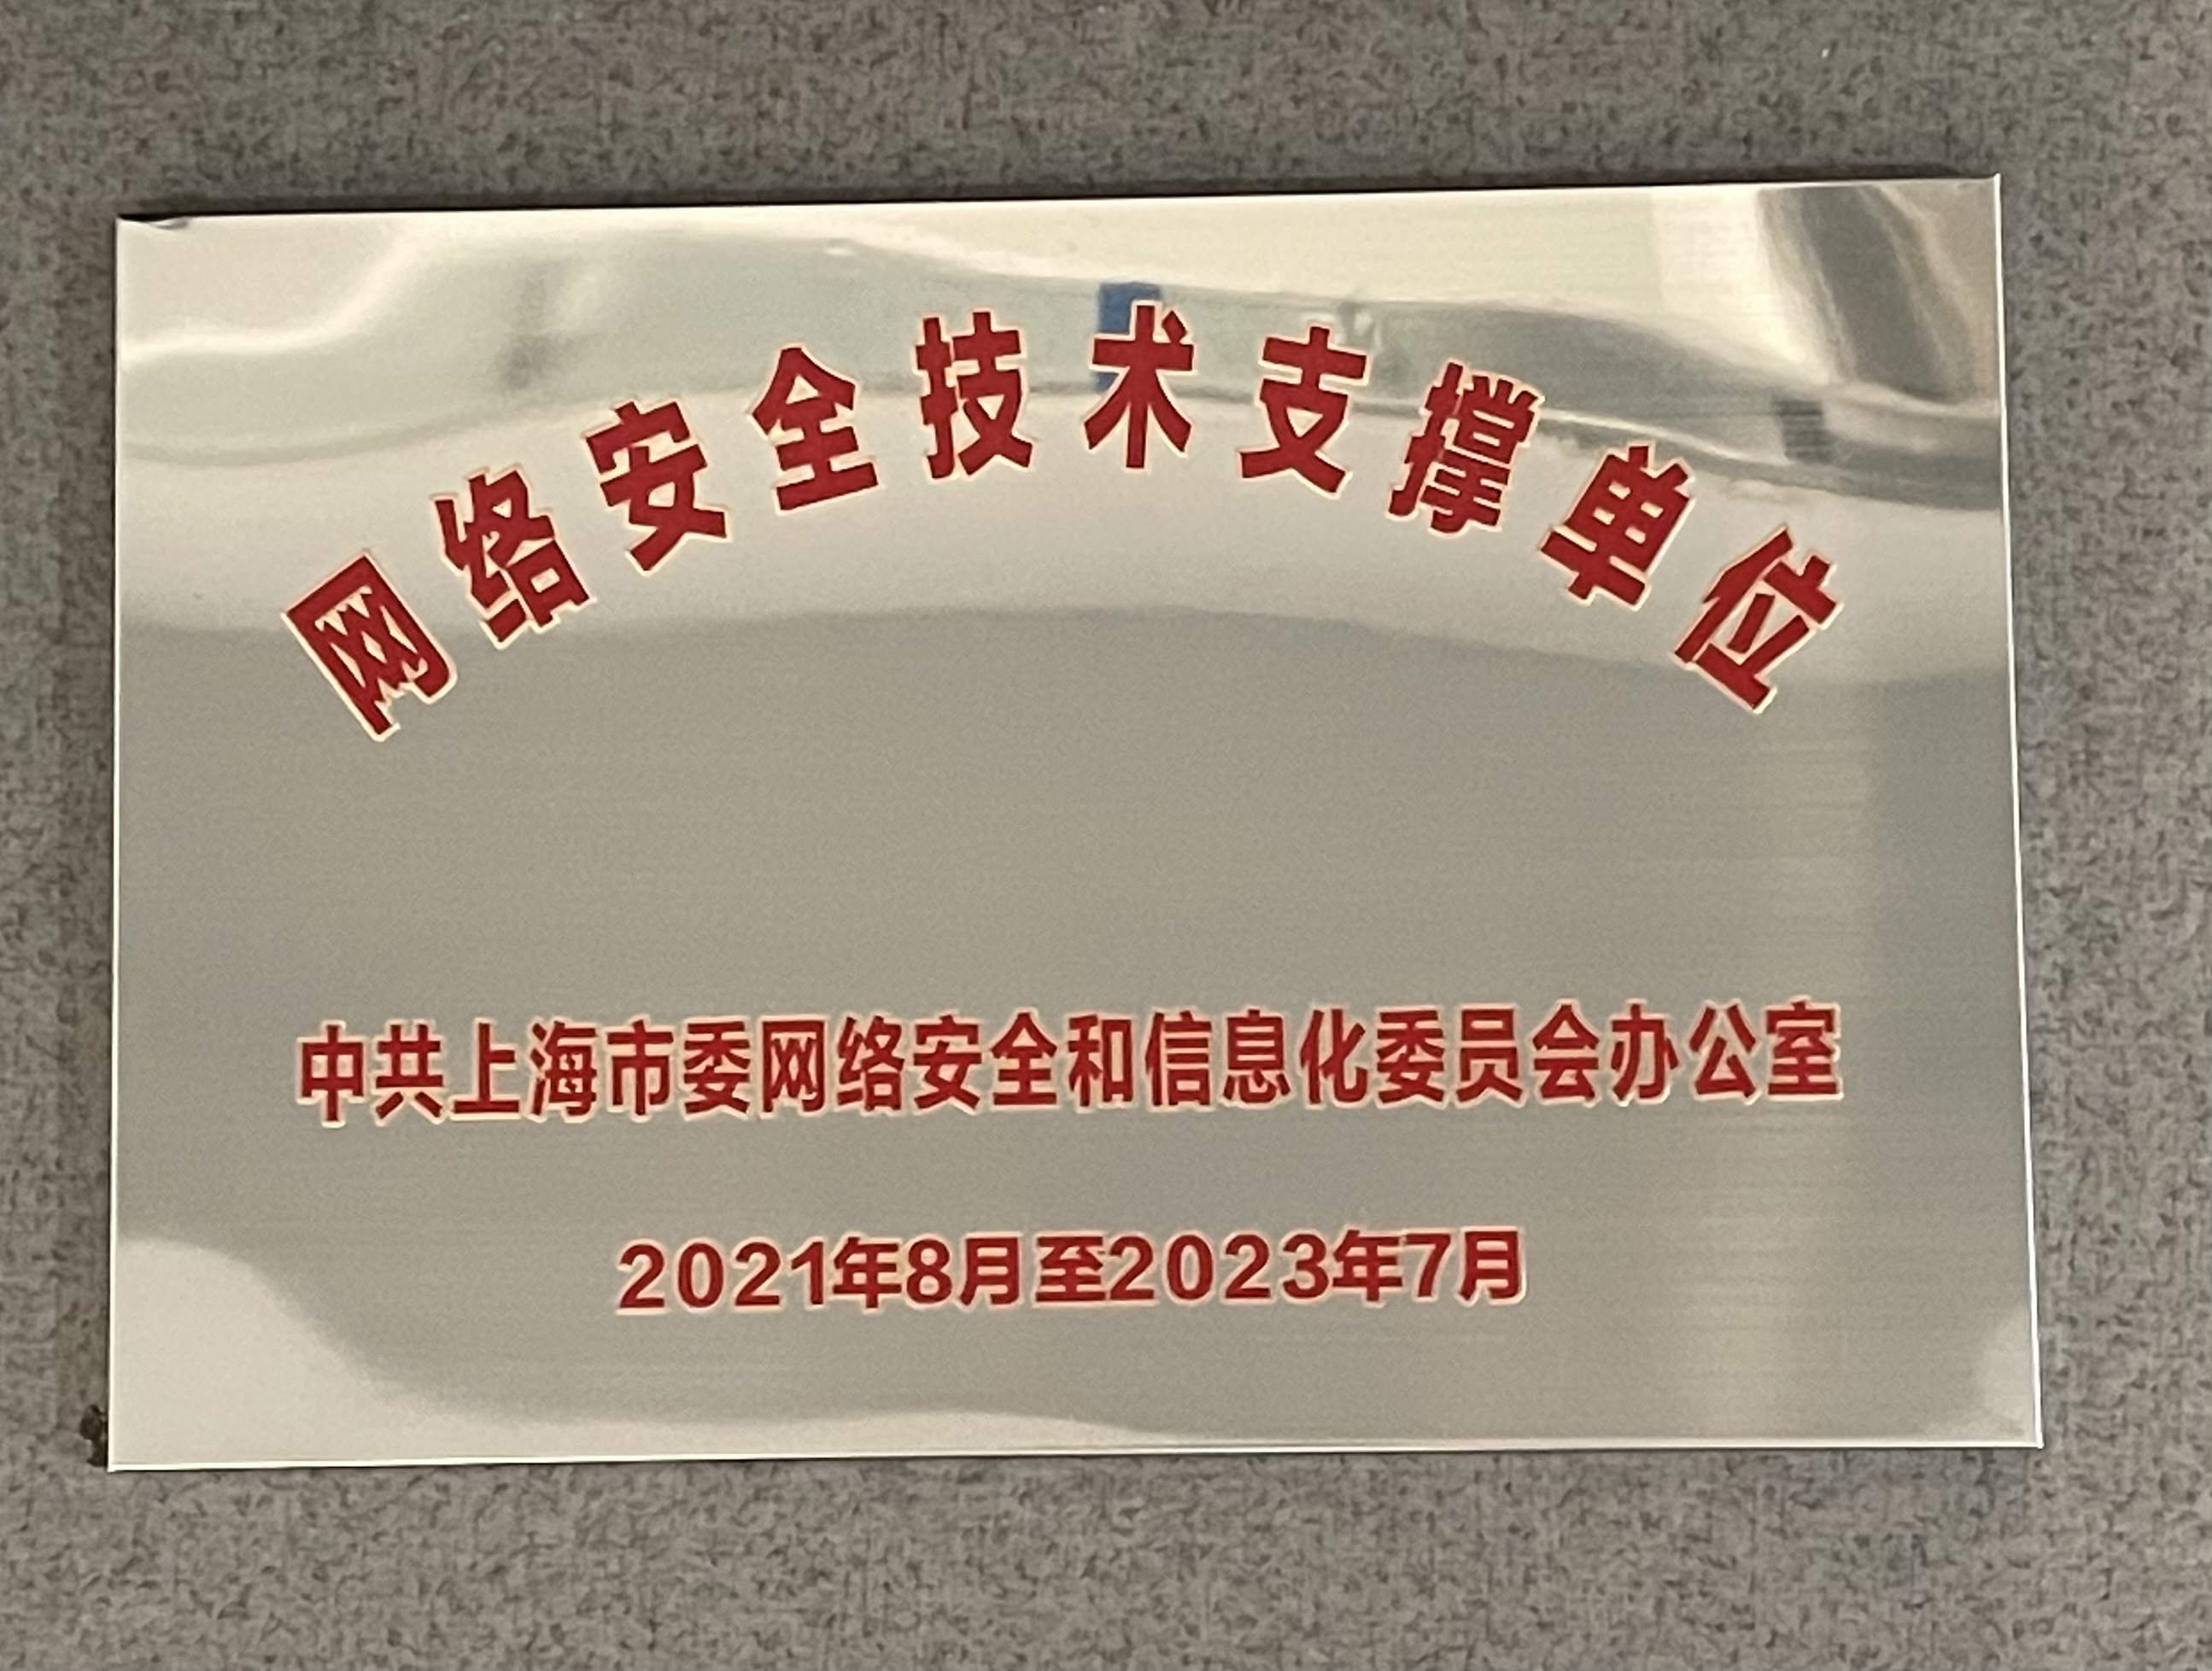 网络安全技术支撑单位
中共上海市委网络安全和信息化委员会办公室
2021年8月至2023年7月